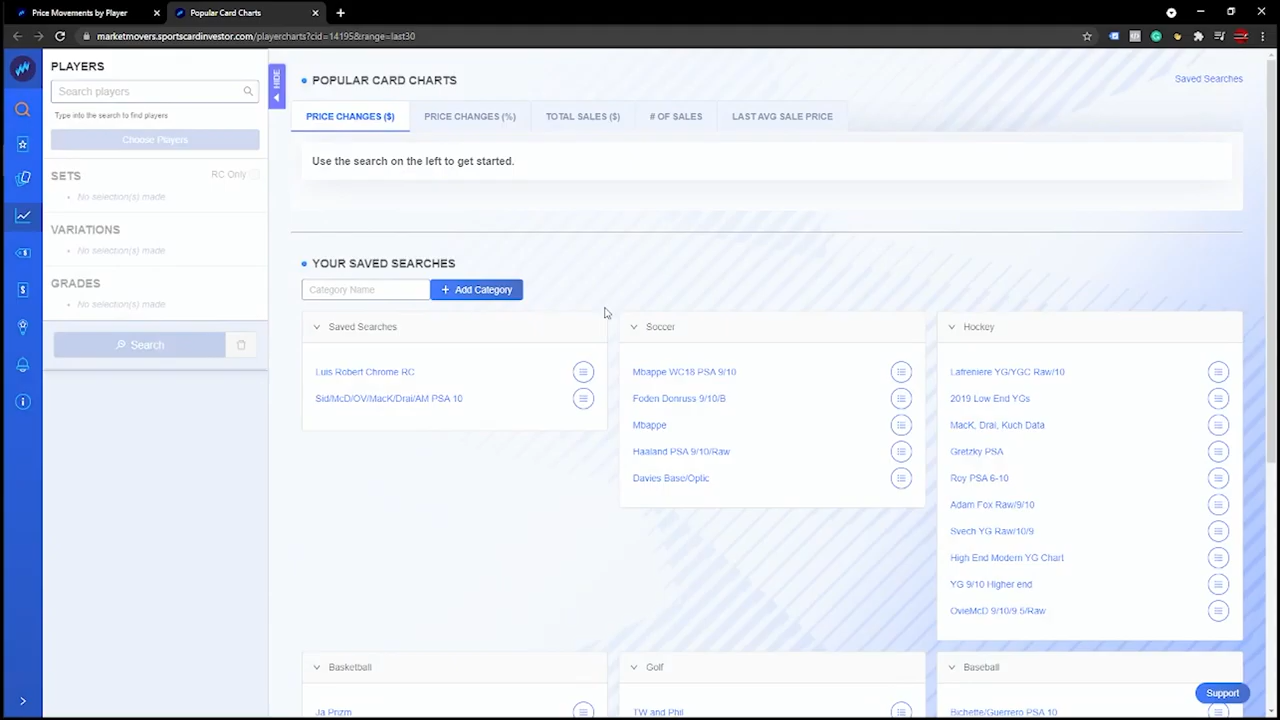 Price Movements by Player
Popular Card Charts
marketmovers.sportscardinvestor.com/playercharts?cid=14195&range=last30
PLAYERS
Search players
Type into the search to find players
Choose Players
SETS
RC Only
No selection(s) made
VARIATIONS
No selection(s) made
GRADES
No selection(s) made
Search
HIDE
POPULAR CARD CHARTS
Saved Searches
PRICE CHANGES ($)
PRICE CHANGES (%)
TOTAL SALES ($)
# OF SALES
LAST AVG SALE PRICE
Use the search on the left to get started.
YOUR SAVED SEARCHES
Category Name
+ Add Category
Saved Searches
Luis Robert Chrome RC
Sid/McD/OV/MacK/Drai/AM PSA 10
Soccer
Mbappe WC18 PSA 9/10
Foden Donruss 9/10/B
Mbappe
Haaland PSA 9/10/Raw
Davies Base/Optic
Hockey
Lafreniere YG/YGC Raw/10
2019 Low End YGs
MacK, Drai, Kuch Data
Gretzky PSA
Roy PSA 6-10
Adam Fox Raw/9/10
Svech YG Raw/10/9
High End Modern YG Chart
YG 9/10 Higher end
OvieMcD 9/10/9.5/Raw
Basketball
Ja Prizm
Golf
TW and Phil
Baseball
Bichette/Guerrero PSA 10
Support